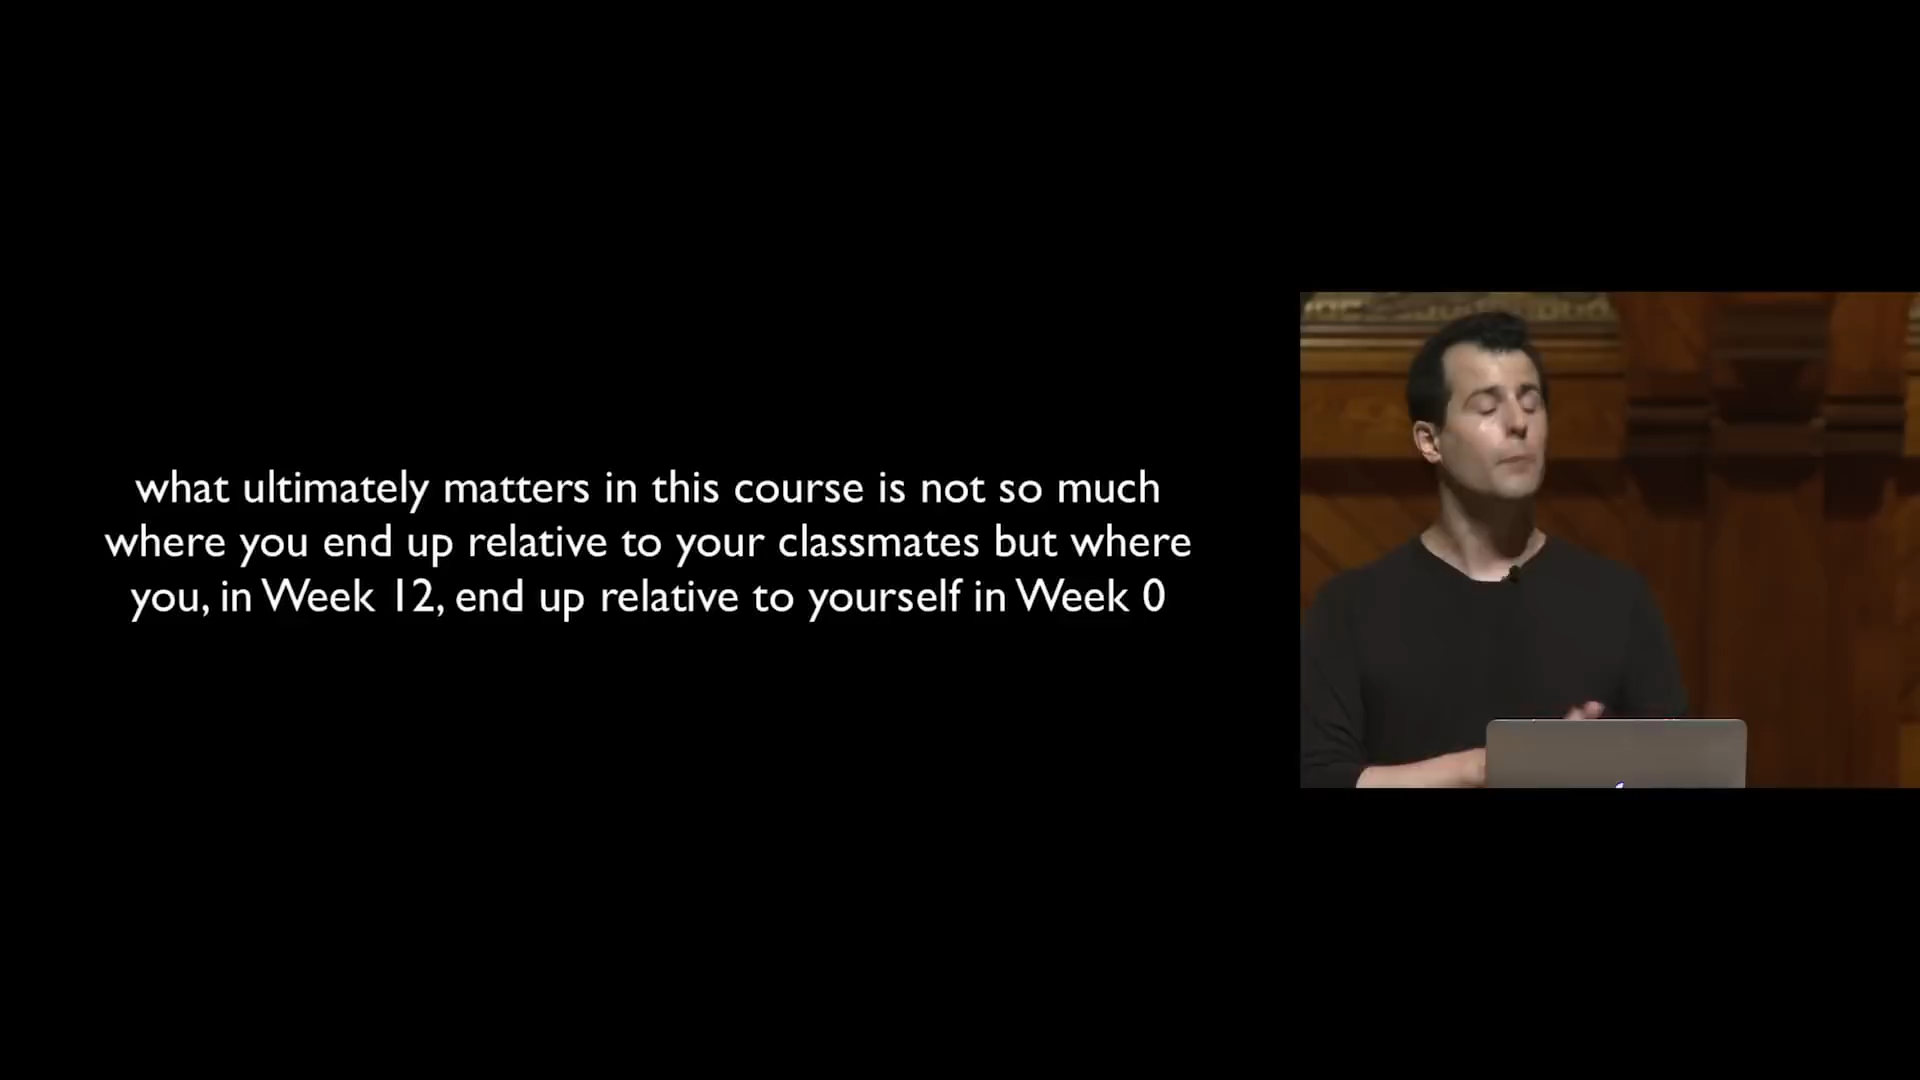 what ultimately matters in this course is not so much
where you end up relative to your classmates but where
you, in Week 12, end up relative to yourself in Week 0